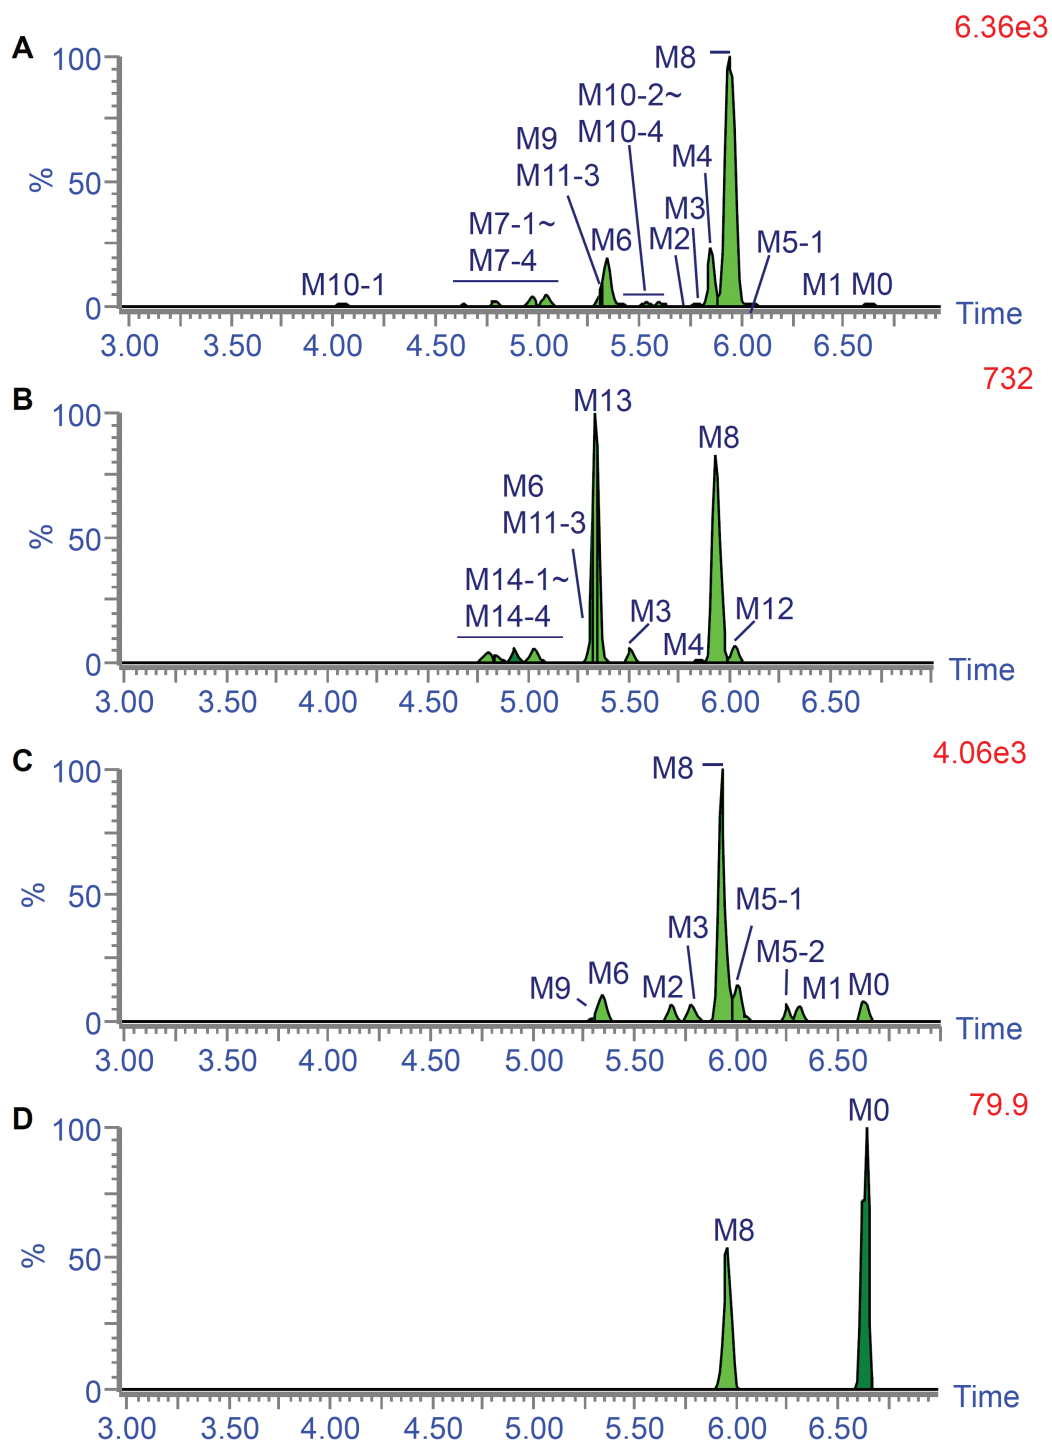 6.36e3
A
100
M8
M10-2~
M10-4
M9
M11-3
M4
%
50
M3
M7-1~
M7-4
M6
M2
M5-1
M10-1
M1 M0
0
Time
3.00 3.50 4.00 4.50 5.00 5.50 6.00 6.50
732
B
100
M13
M8
M6
M11-3
%
50
M14-1~
M14-4
M3
M12
M4
0
Time
3.00 3.50 4.00 4.50 5.00 5.50 6.00 6.50
4.06e3
C
100
M8
%
50
M5-1
M3
M5-2
M9
M6
M2
M1 M0
0
Time
3.00 3.50 4.00 4.50 5.00 5.50 6.00 6.50
79.9
D
100
M0
M8
%
50
0
Time
3.00 3.50 4.00 4.50 5.00 5.50 6.00 6.50